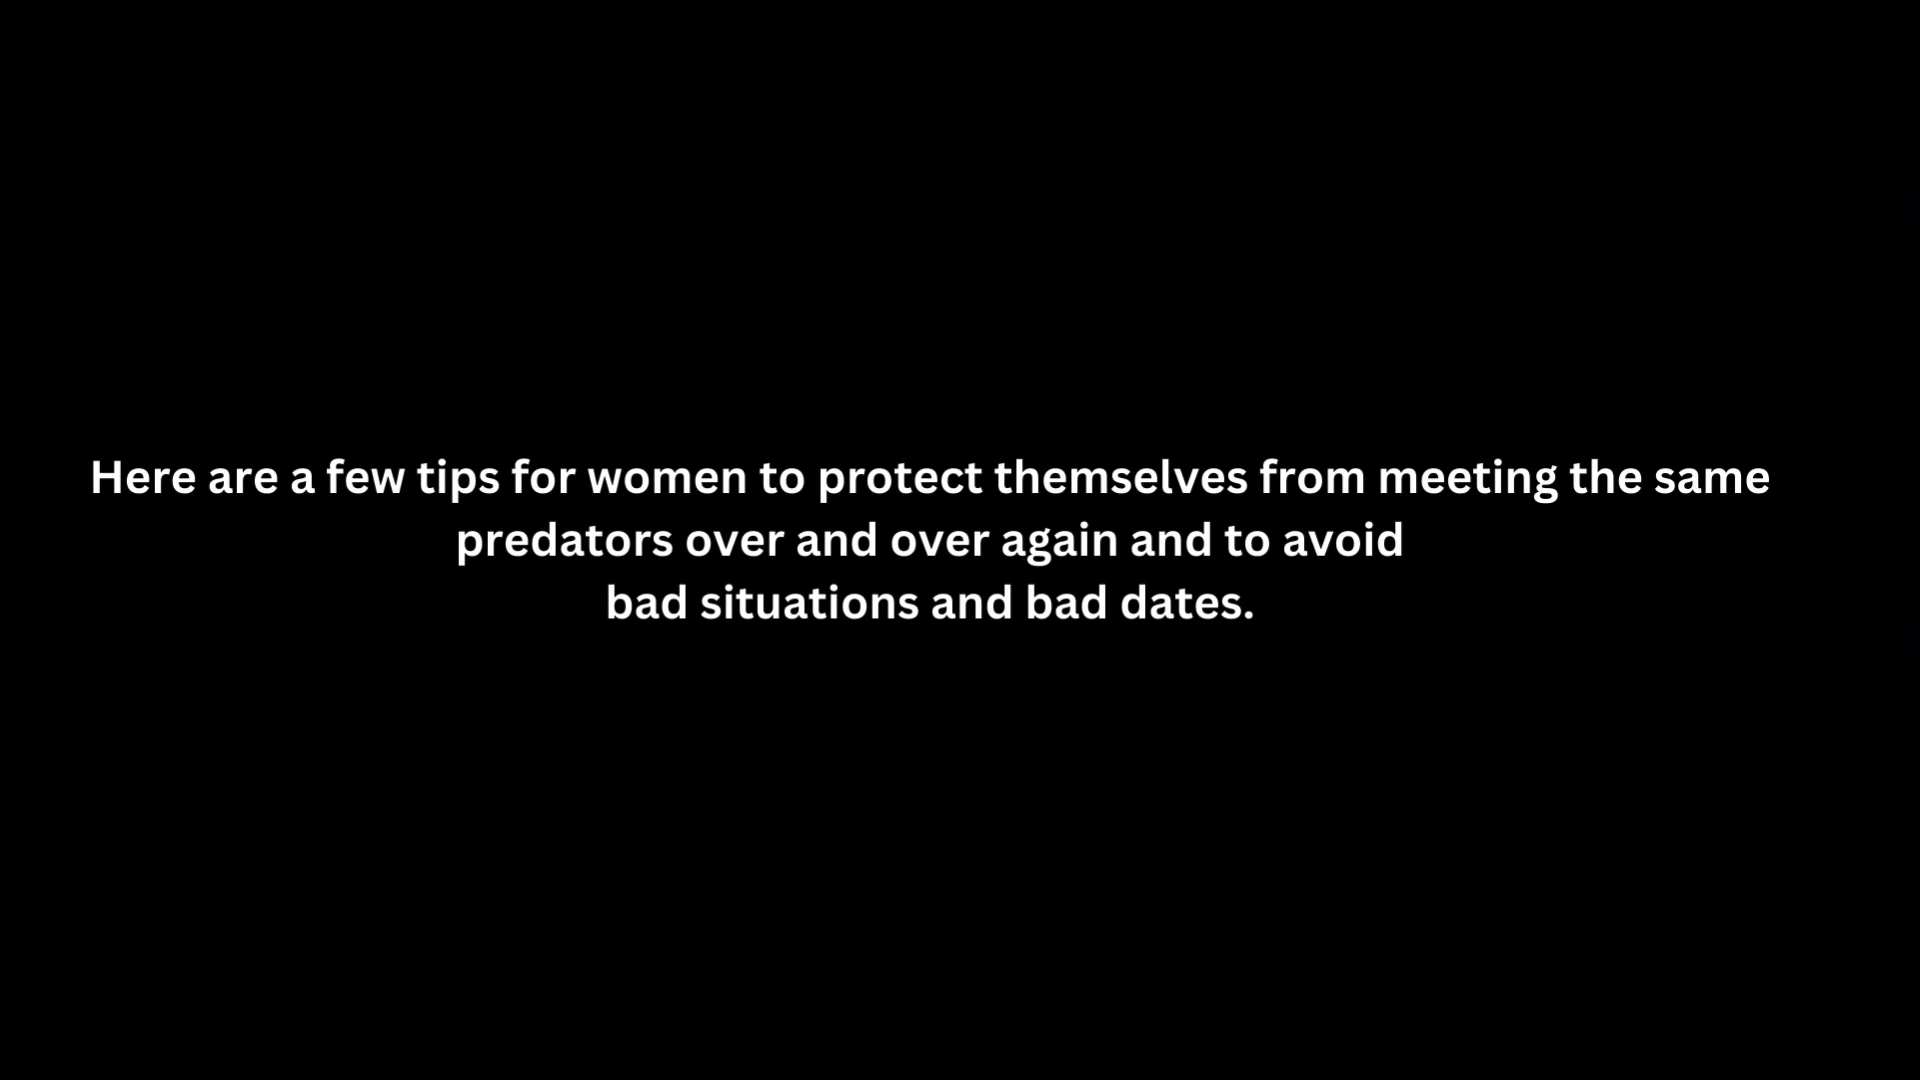 Here are a few tips for women to protect themselves from meeting the same
predators over and over again and to avoid
bad situations and bad dates.